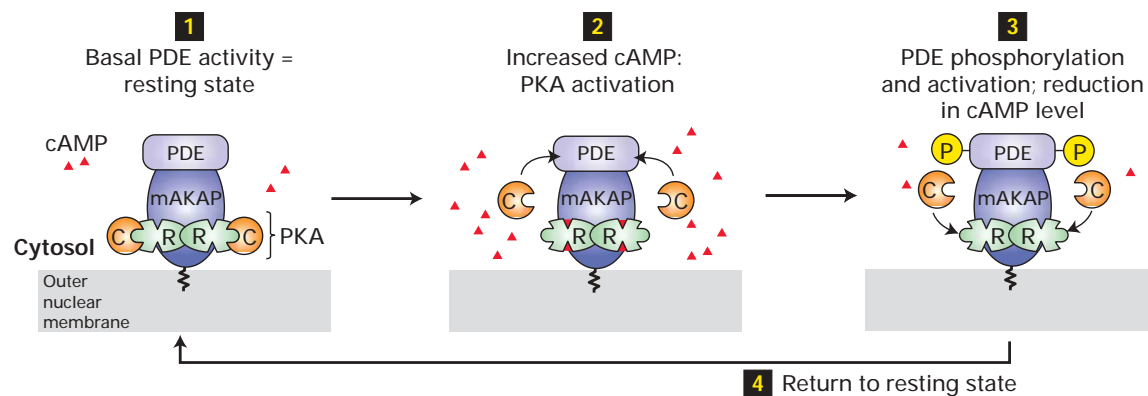 1
Basal PDE activity =
resting state
cAMP
PDE
mAKAP
C R R C
PKA
Cytosol
Outer
nuclear
membrane
2
Increased cAMP:
PKA activation
PDE
C mAKAP C
R R
3
PDE phosphorylation
and activation; reduction
in cAMP level
P PDE P
C mAKAP C
R R
4 Return to resting state